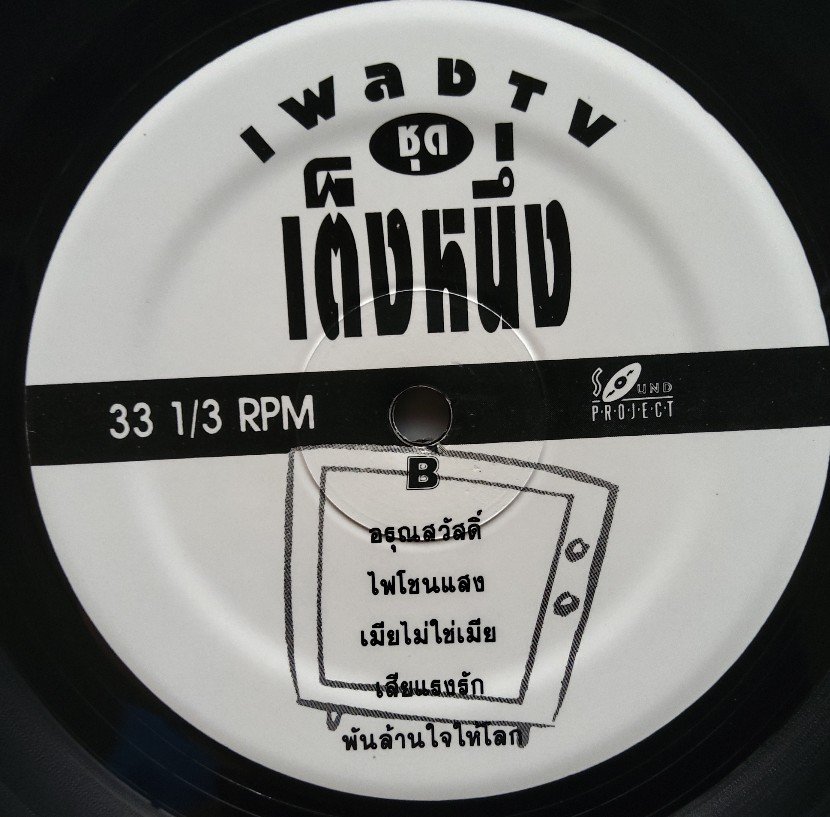 เพลงTV
ชุด
เต็งหนึ่ง
33 1/3 RPM
SOUND
PROJECT
B
อรุณสวัสดิ์
ไฟโชนแสง
เมียไม่ใช่เมีย
เสียแรงรัก
พันล้านใจให้โลก